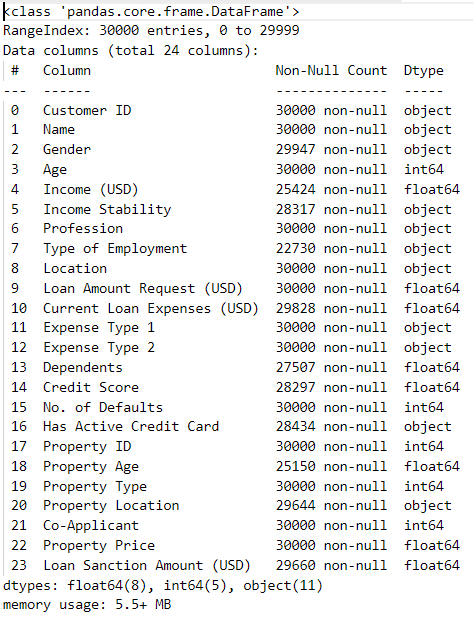 <class 'pandas.core.frame.DataFrame'>
RangeIndex: 30000 entries, 0 to 29999
Data columns (total 24 columns):
 #   Column                       Non-Null Count  Dtype
---  ------                       --------------  -----
 0   Customer ID                  30000 non-null  object
 1   Name                         30000 non-null  object
 2   Gender                       29947 non-null  object
 3   Age                          30000 non-null  int64
 4   Income (USD)                 25424 non-null  float64
 5   Income Stability             28317 non-null  object
 6   Profession                   30000 non-null  object
 7   Type of Employment           22730 non-null  object
 8   Location                     30000 non-null  object
 9   Loan Amount Request (USD)    30000 non-null  float64
 10  Current Loan Expenses (USD)  29828 non-null  float64
 11  Expense Type 1               30000 non-null  object
 12  Expense Type 2               30000 non-null  object
 13  Dependents                   27507 non-null  float64
 14  Credit Score                 28297 non-null  float64
 15  No. of Defaults              30000 non-null  int64
 16  Has Active Credit Card       28434 non-null  object
 17  Property ID                  30000 non-null  int64
 18  Property Age                 25150 non-null  float64
 19  Property Type                30000 non-null  int64
 20  Property Location            29644 non-null  object
 21  Co-Applicant                 30000 non-null  int64
 22  Property Price               30000 non-null  float64
 23  Loan Sanction Amount (USD)   29660 non-null  float64
dtypes: float64(8), int64(5), object(11)
memory usage: 5.5+ MB